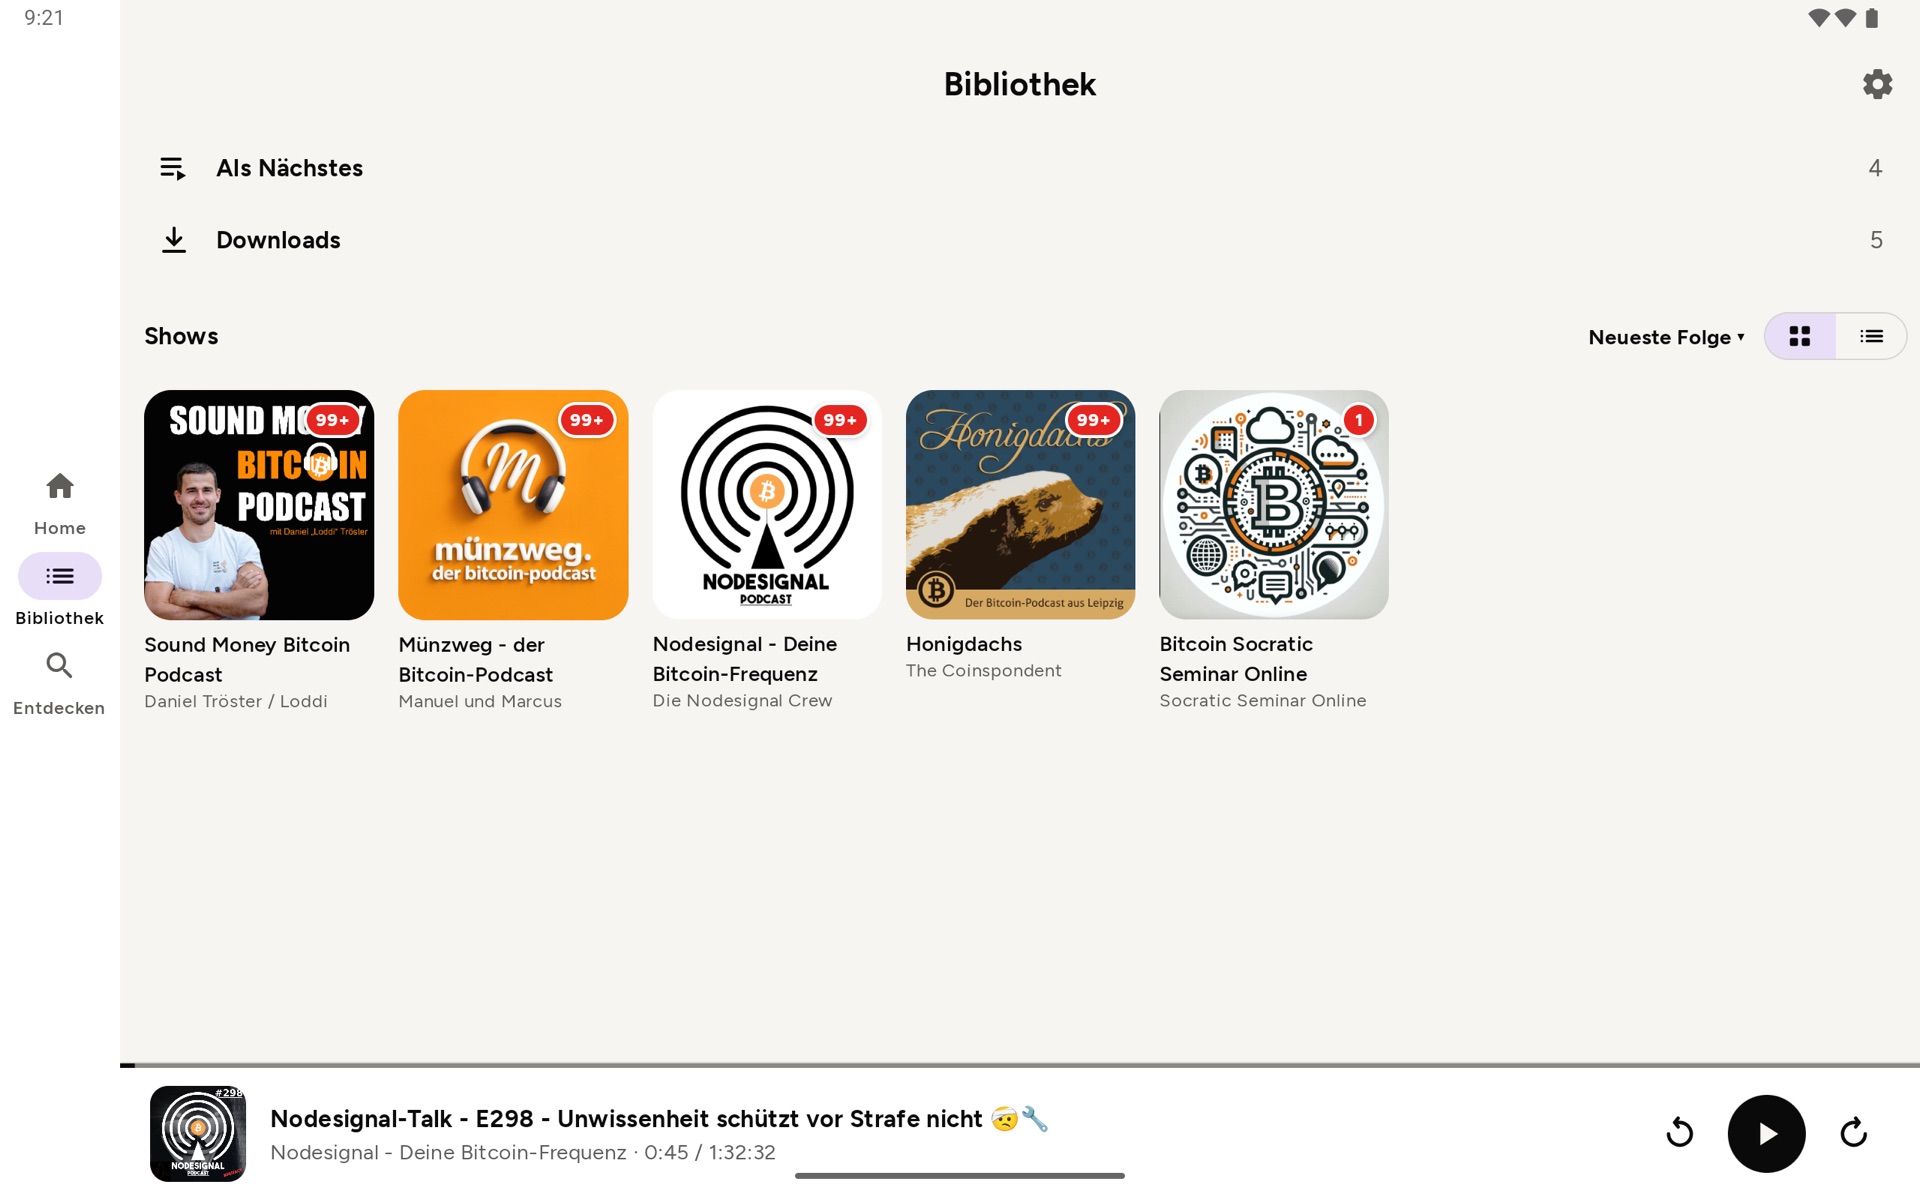 9:21
Bibliothek
Als Nächstes
4
Downloads
5
Shows
Neueste Folge
SOUND MO Y
BITCOIN
PODCAST
mit Daniel „Loddi“ Tröster
99+
Sound Money Bitcoin
Podcast
Daniel Tröster / Loddi
99+
münzweg.
der bitcoin-podcast
Münzweg - der
Bitcoin-Podcast
Manuel und Marcus
99+
NODESIGNAL
PODCAST
Nodesignal - Deine
Bitcoin-Frequenz
Die Nodesignal Crew
99+
Honigdachs
Der Bitcoin-Podcast aus Leipzig
Honigdachs
The Coinspondent
1
Bitcoin Socratic
Seminar Online
Socratic Seminar Online
Home
Bibliothek
Entdecken
#298
NODESIGNAL
PODCAST
Nodesignal-Talk - E298 - Unwissenheit schützt vor Strafe nicht 🤕🔧
Nodesignal - Deine Bitcoin-Frequenz · 0:45 / 1:32:32